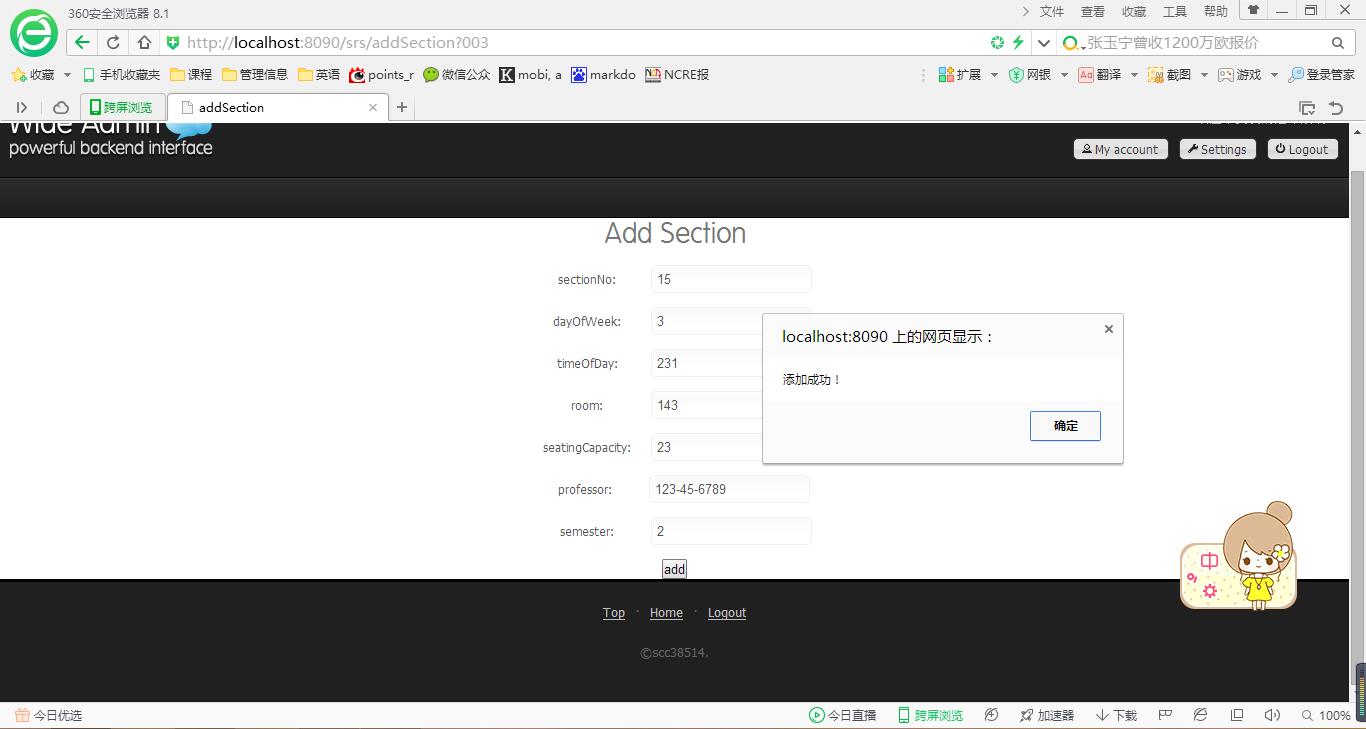 360安全浏览器 8.1
文件 查看 收藏 工具 帮助
http://localhost:8090/srs/addSection?003
张玉宁曾收1200万欧报价
收藏 手机收藏夹 课程 管理信息 英语 points_r 微信公众 mobi, a markdo NCRE报
扩展 网银 翻译 截图 游戏 登录管家
跨屏浏览 addSection
Wide Admin
powerful backend interface
My account Settings Logout
Add Section
sectionNo: 15
dayOfWeek: 3
timeOfDay: 231
room: 143
seatingCapacity: 23
professor: 123-45-6789
semester: 2
add
localhost:8090 上的网页显示：
添加成功！
确定
中
Top · Home · Logout
©scc38514.
今日优选 今日直播 跨屏浏览 加速器 下载 100%